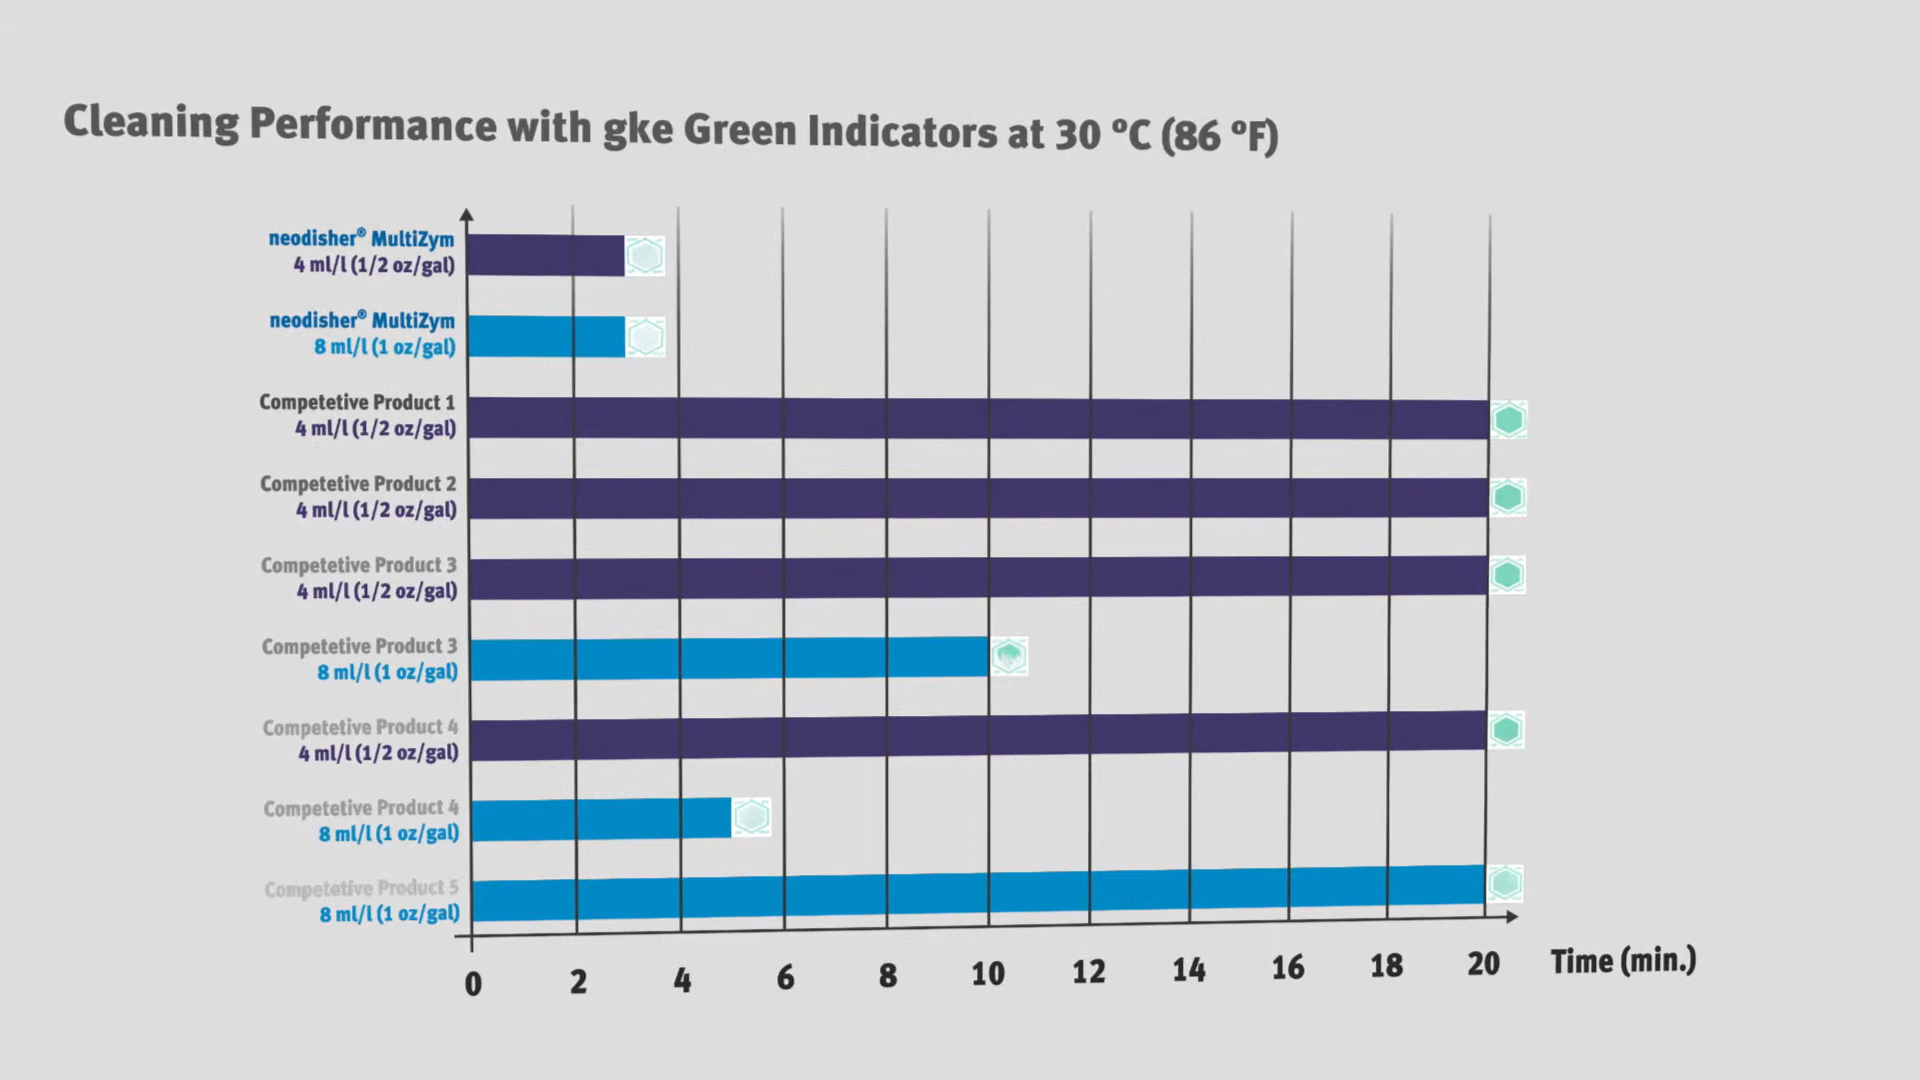 Cleaning Performance with gke Green Indicators at 30 °C (86 °F)
neodisher® MultiZym
4 ml/l (1/2 oz/gal)
neodisher® MultiZym
8 ml/l (1 oz/gal)
Competetive Product 1
4 ml/l (1/2 oz/gal)
Competetive Product 2
4 ml/l (1/2 oz/gal)
Competetive Product 3
4 ml/l (1/2 oz/gal)
Competetive Product 3
8 ml/l (1 oz/gal)
Competetive Product 4
4 ml/l (1/2 oz/gal)
Competetive Product 4
8 ml/l (1 oz/gal)
Competetive Product 5
8 ml/l (1 oz/gal)
0 2 4 6 8 10 12 14 16 18 20 Time (min.)